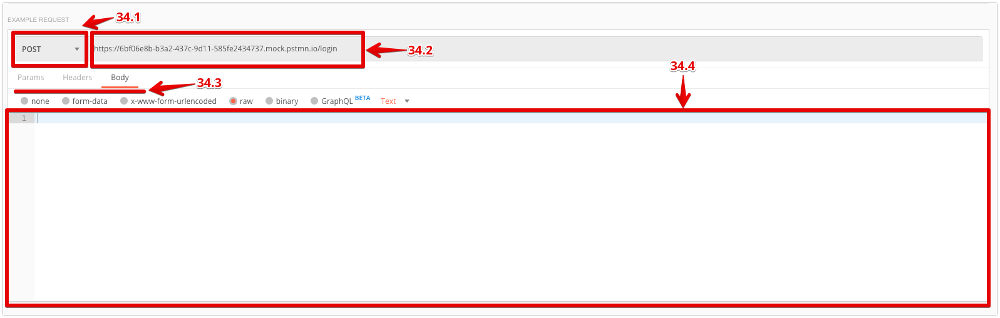 EXAMPLE REQUEST
34.1
POST
https://6bf06e8b-b3a2-437c-9d11-585fe2434737.mock.pstmn.io/login
34.2
34.4
Params Headers Body
34.3
none form-data x-www-form-urlencoded raw binary GraphQL BETA Text
1